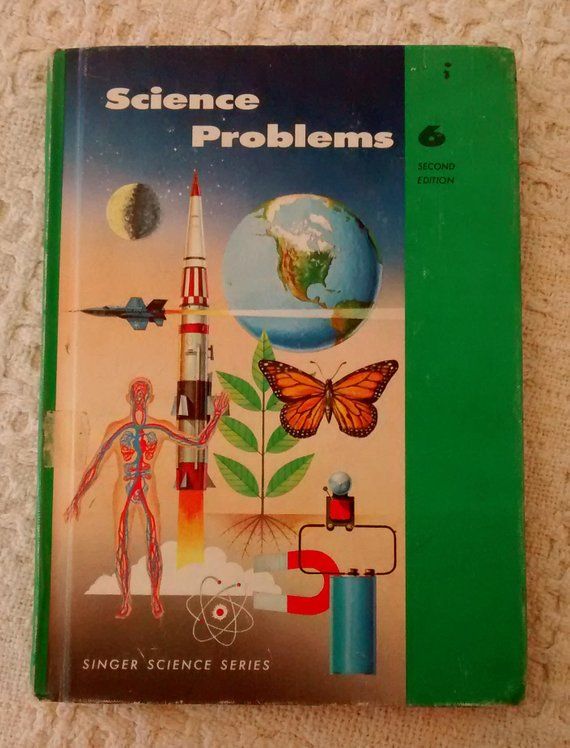 Science
Problems
6
SECOND
EDITION
SINGER SCIENCE SERIES